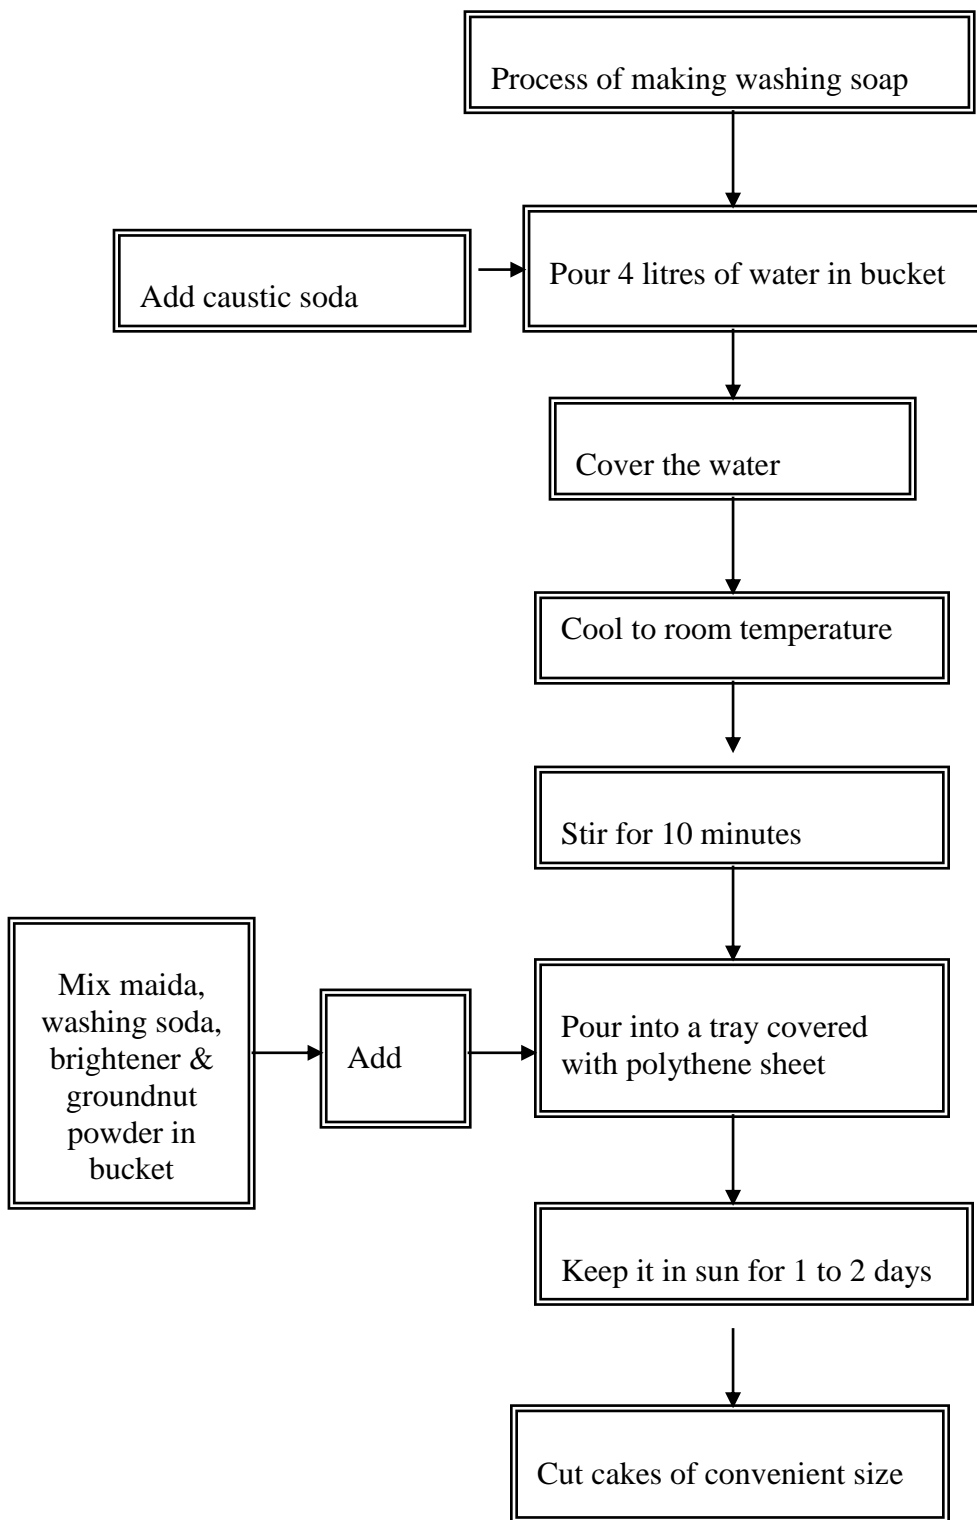 Process of making washing soap
Add caustic soda
Pour 4 litres of water in bucket
Cover the water
Cool to room temperature
Stir for 10 minutes
Mix maida,
washing soda,
brightener &
groundnut
powder in
bucket
Add
Pour into a tray covered
with polythene sheet
Keep it in sun for 1 to 2 days
Cut cakes of convenient size